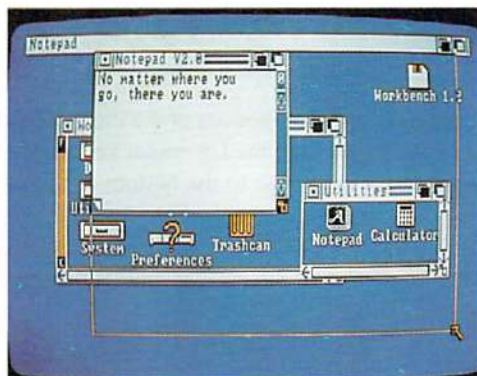 Notepad
Notepad V2.0
No matter where you
go, there you are.
Workbench 1.
Utilities
System
Preferences
Trashcan
Notepad
Calculator